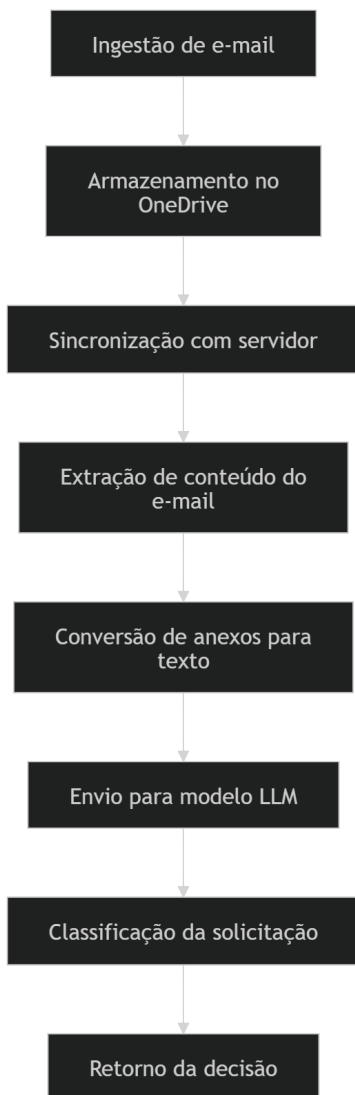 Ingestão de e-mail
Armazenamento no
OneDrive
Sincronização com servidor
Extração de conteúdo do
e-mail
Conversão de anexos para
texto
Envio para modelo LLM
Classificação da solicitação
Retorno da decisão